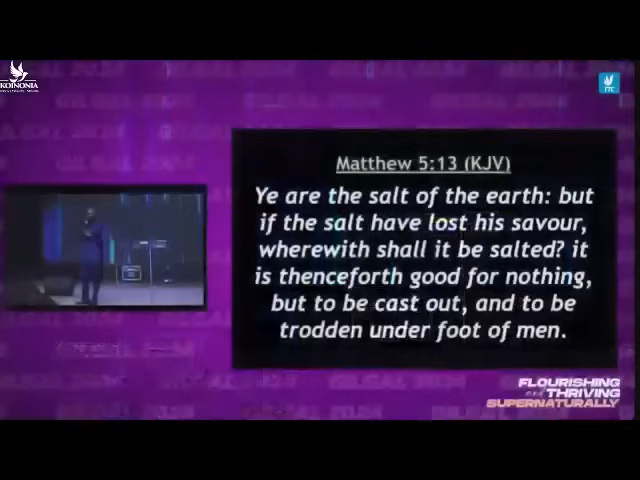 KOINONIA
TTC
Matthew 5:13 (KJV)
Ye are the salt of the earth: but
if the salt have lost his savour,
wherewith shall it be salted? it
is thenceforth good for nothing,
but to be cast out, and to be
trodden under foot of men.
FLOURISHING
and THRIVING
SUPERNATURALLY